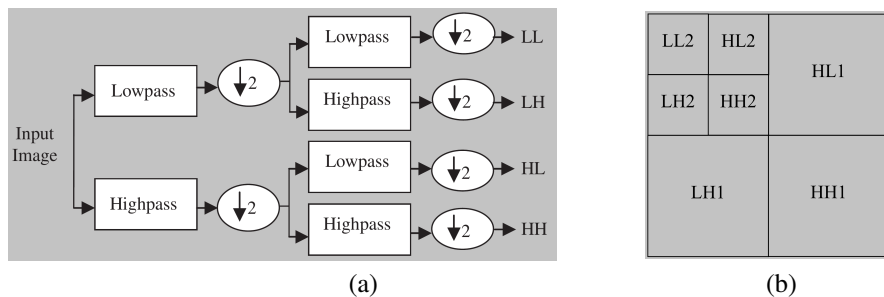 Input
Image
Lowpass
2
Lowpass
2
LL
Highpass
2
LH
Highpass
2
Lowpass
2
HL
Highpass
2
HH
(a)
LL2
HL2
HL1
LH2
HH2
LH1
HH1
(b)